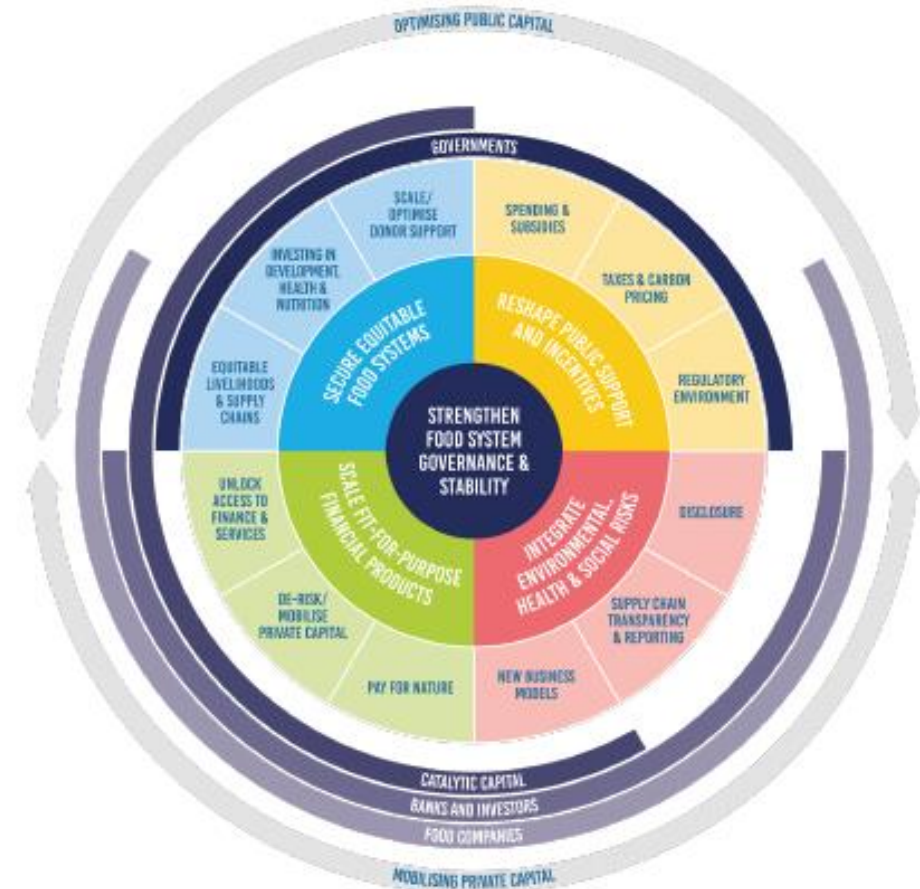 OPTIMISING PUBLIC CAPITAL
GOVERNMENTS
SCALE/
OPTIMISE
DONOR SUPPORT
SPENDING &
SUBSIDIES
INVESTING IN
DEVELOPMENT,
HEALTH &
NUTRITION
TAXES & CARBON
PRICING
EQUITABLE
LIVELIHOODS
& SUPPLY
CHAINS
REGULATORY
ENVIRONMENT
SECURE EQUITABLE
FOOD SYSTEMS
RESHAPE PUBLIC SUPPORT
AND INCENTIVES
STRENGTHEN
FOOD SYSTEM
GOVERNANCE &
STABILITY
SCALE FIT-FOR-PURPOSE
FINANCIAL PRODUCTS
INTEGRATE
ENVIRONMENTAL,
HEALTH & SOCIAL RISKS
UNLOCK
ACCESS TO
FINANCE &
SERVICES
DISCLOSURE
DE-RISK/
MOBILISE
PRIVATE CAPITAL
SUPPLY CHAIN
TRANSPARENCY
& REPORTING
PAY FOR NATURE
NEW BUSINESS
MODELS
CATALYTIC CAPITAL
BANKS AND INVESTORS
FOOD COMPANIES
MOBILISING PRIVATE CAPITAL